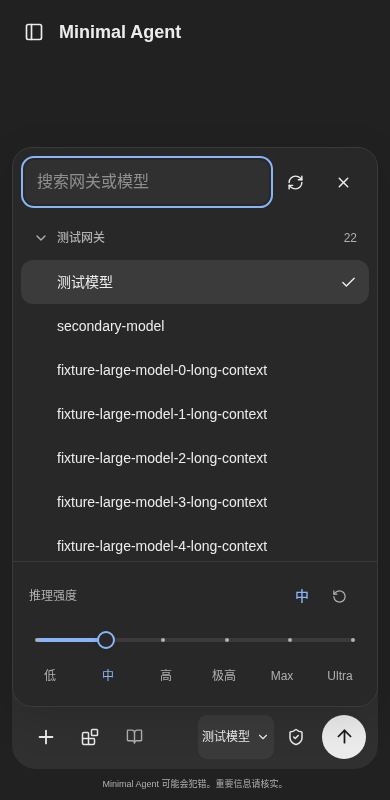 Minimal Agent
搜索网关或模型
测试网关 22
测试模型
secondary-model
fixture-large-model-0-long-context
fixture-large-model-1-long-context
fixture-large-model-2-long-context
fixture-large-model-3-long-context
fixture-large-model-4-long-context
推理强度 中
低 中 高 极高 Max Ultra
测试模型
Minimal Agent 可能会犯错。重要信息请核实。